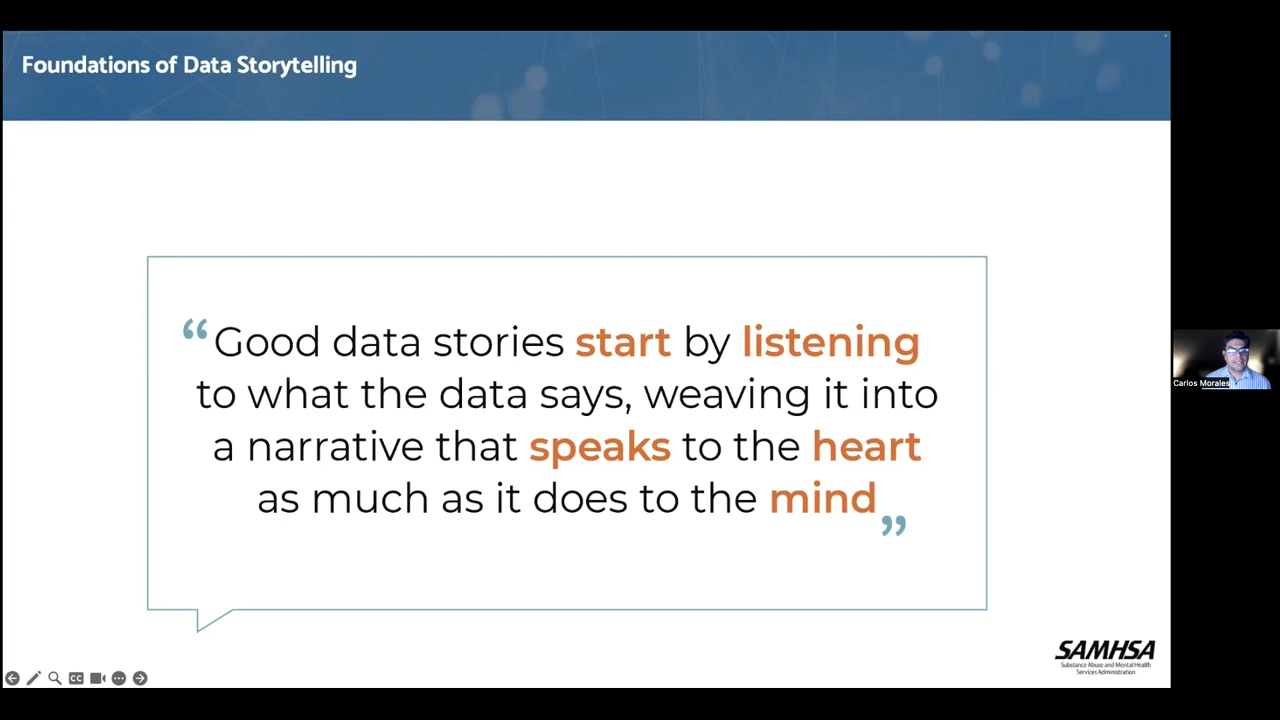 Foundations of Data Storytelling
“Good data stories start by listening
to what the data says, weaving it into
a narrative that speaks to the heart
as much as it does to the mind”
Carlos Morales
SAMHSA
Substance Abuse and Mental Health
Services Administration
CC